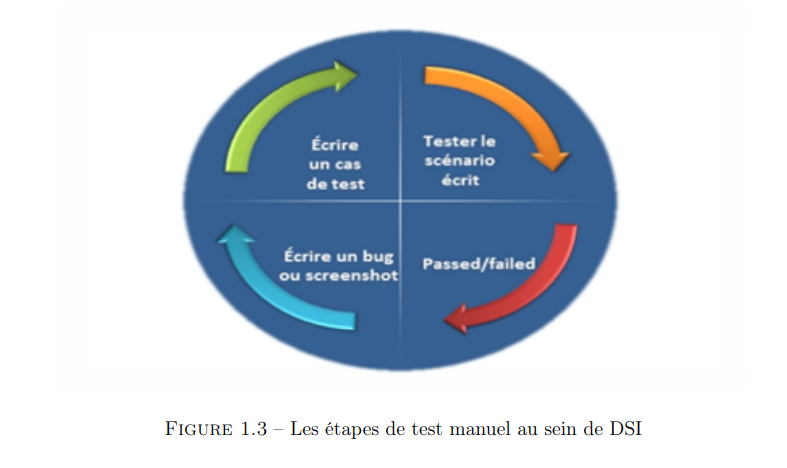 Écrire
un cas
de test
Tester le
scénario
écrit
Écrire un bug
ou screenshot
Passed/failed
FIGURE 1.3 – Les étapes de test manuel au sein de DSI